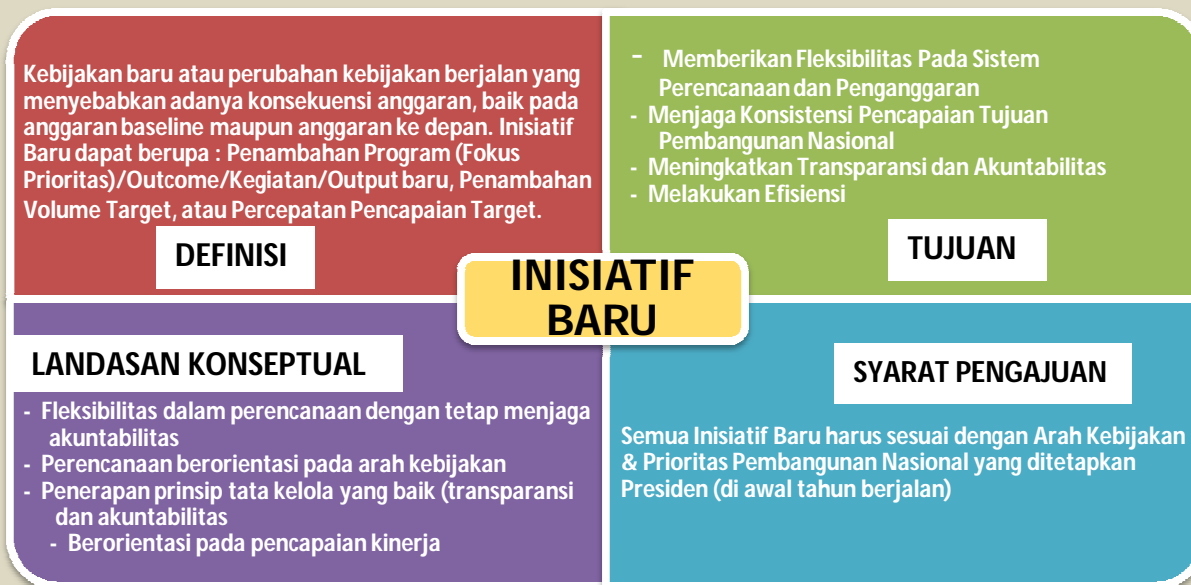 Kebijakan baru atau perubahan kebijakan berjalan yang
menyebabkan adanya konsekuensi anggaran, baik pada
anggaran baseline maupun anggaran ke depan. Inisiatif
Baru dapat berupa : Penambahan Program (Fokus
Prioritas)/Outcome/Kegiatan/Output baru, Penambahan
Volume Target, atau Percepatan Pencapaian Target.
DEFINISI
- Memberikan Fleksibilitas Pada Sistem
Perencanaan dan Penganggaran
- Menjaga Konsistensi Pencapaian Tujuan
Pembangunan Nasional
- Meningkatkan Transparansi dan Akuntabilitas
- Melakukan Efisiensi
TUJUAN
INISIATIF
BARU
LANDASAN KONSEPTUAL
- Fleksibilitas dalam perencanaan dengan tetap menjaga
akuntabilitas
- Perencanaan berorientasi pada arah kebijakan
- Penerapan prinsip tata kelola yang baik (transparansi
dan akuntabilitas
- Berorientasi pada pencapaian kinerja
SYARAT PENGAJUAN
Semua Inisiatif Baru harus sesuai dengan Arah Kebijakan
& Prioritas Pembangunan Nasional yang ditetapkan
Presiden (di awal tahun berjalan)